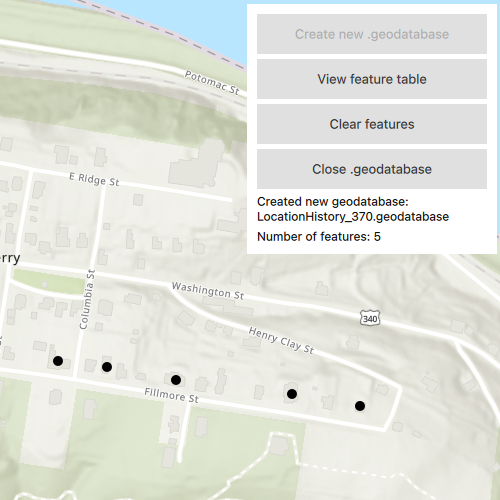 Create new .geodatabase
View feature table
Clear features
Close .geodatabase
Created new geodatabase:
LocationHistory_370.geodatabase
Number of features: 5
Potomac St
E Ridge St
rry
Columbia St
Washington St
340
Henry Clay St
Fillmore St